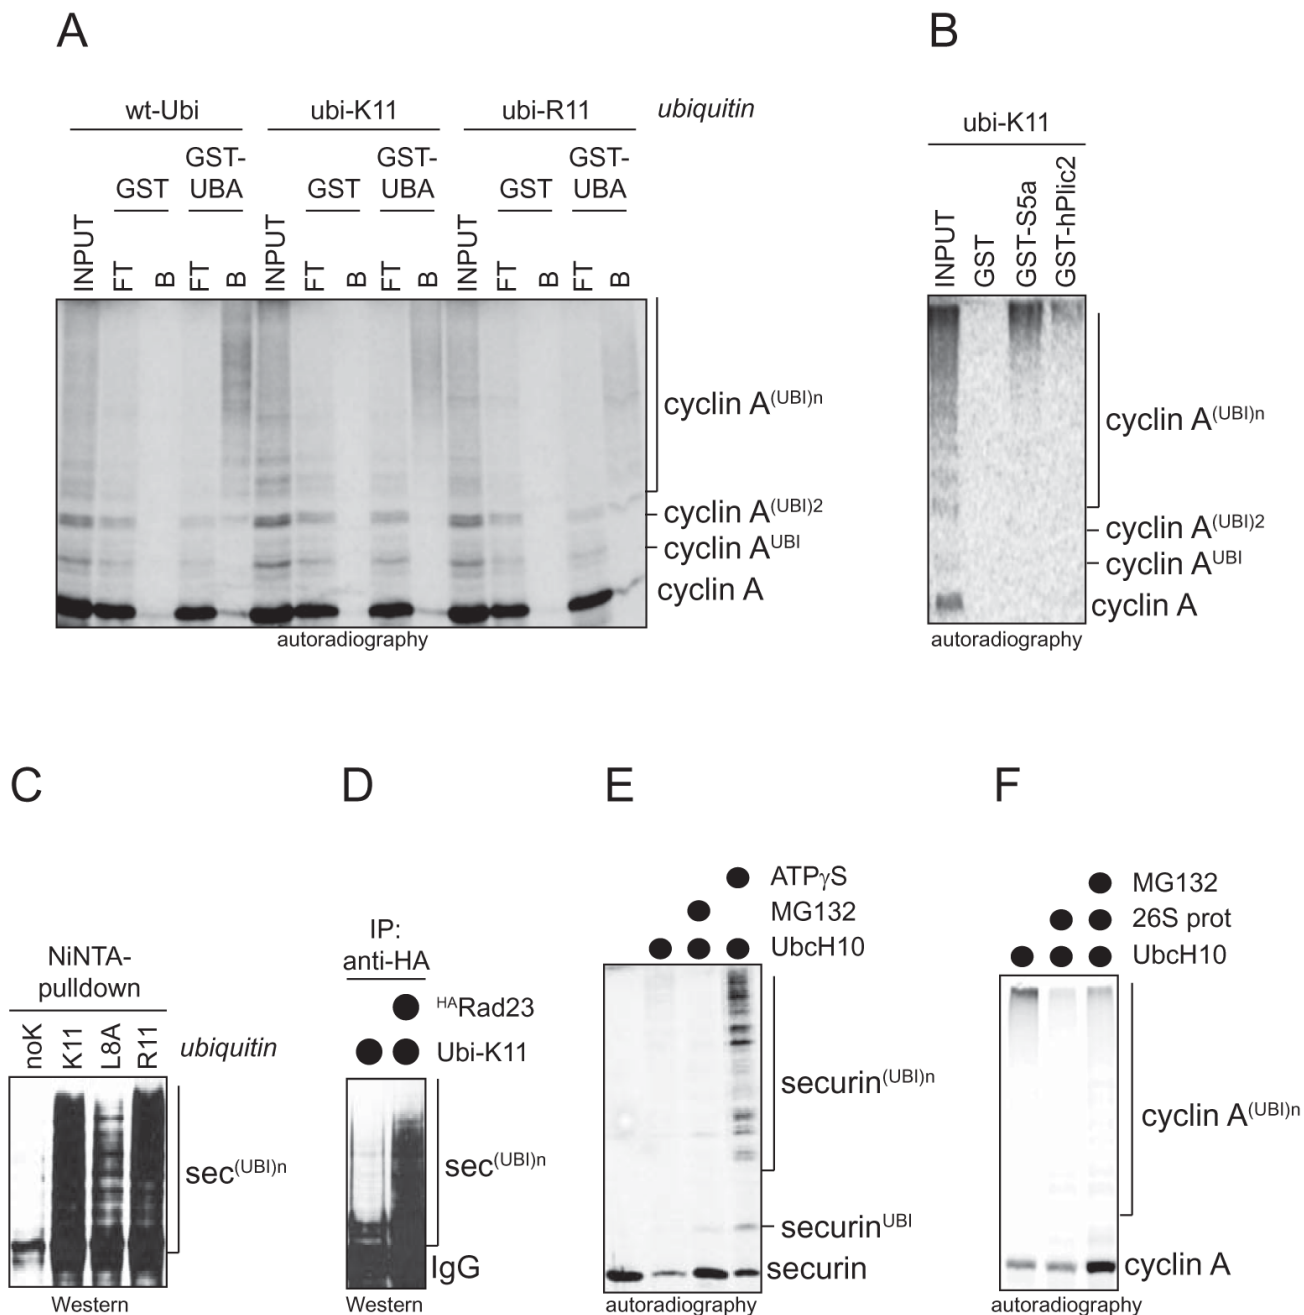 A
wt-Ubi ubi-K11 ubi-R11 ubiquitin
GST GST-UBA GST GST-UBA GST GST-UBA
INPUT FT B FT B INPUT FT B FT B INPUT FT B FT B
cyclin A(UBI)n
cyclin A(UBI)2
cyclin AUBI
cyclin A
autoradiography
B
ubi-K11
INPUT GST GST-S5a GST-hPlic2
cyclin A(UBI)n
cyclin A(UBI)2
cyclin AUBI
cyclin A
autoradiography
C
NiNTA-
pulldown
noK K11 L8A R11 ubiquitin
sec(UBI)n
Western
D
IP:
anti-HA
HARad23
Ubi-K11
sec(UBI)n
IgG
Western
E
ATPγS
MG132
UbcH10
securin(UBI)n
securinUBI
securin
autoradiography
F
MG132
26S prot
UbcH10
cyclin A(UBI)n
cyclin A
autoradiography